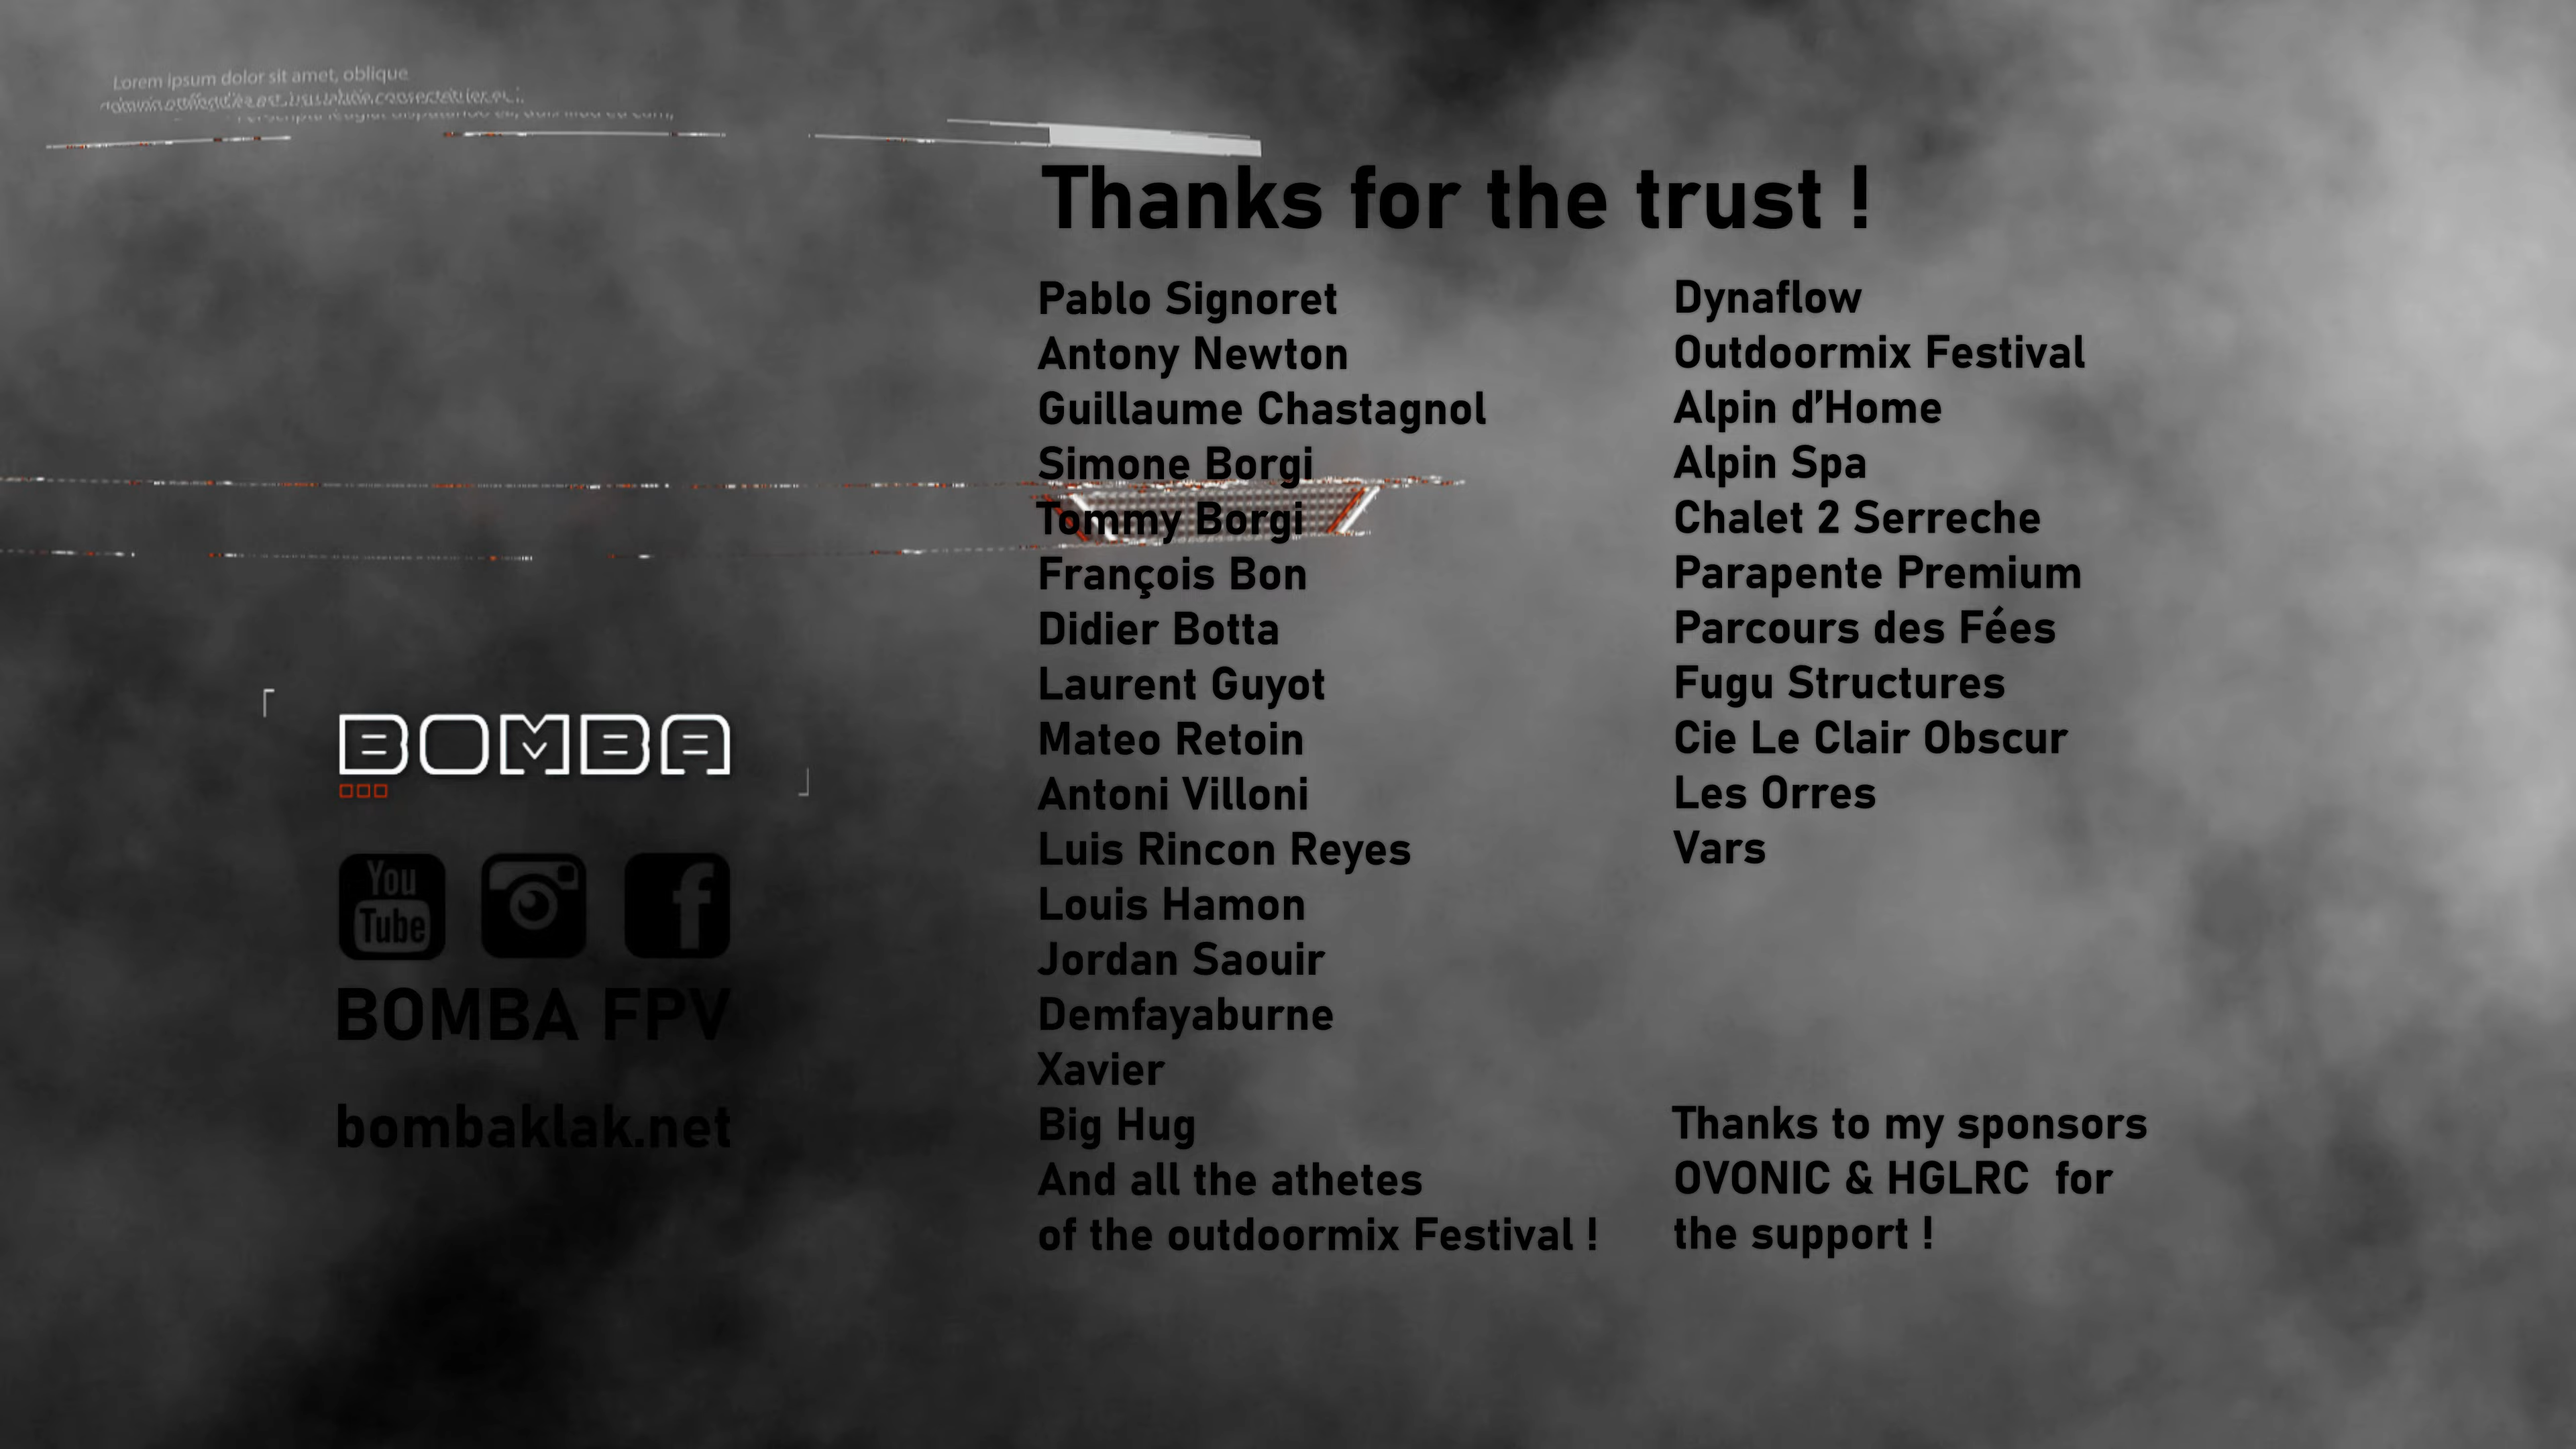 Lorem ipsum dolor sit amet, oblique
Thanks for the trust !
Pablo Signoret
Antony Newton
Guillaume Chastagnol
Simone Borgi
Tommy Borgi
François Bon
Didier Botta
Laurent Guyot
Mateo Retoin
Antoni Villoni
Luis Rincon Reyes
Louis Hamon
Jordan Saouir
Demfayaburne
Xavier
Big Hug
And all the athetes
of the outdoormix Festival !
Dynaflow
Outdoormix Festival
Alpin d’Home
Alpin Spa
Chalet 2 Serreche
Parapente Premium
Parcours des Fées
Fugu Structures
Cie Le Clair Obscur
Les Orres
Vars
Thanks to my sponsors
OVONIC & HGLRC for
the support !
BOMBA
You
Tube
f
BOMBA FPV
bombaklak.net